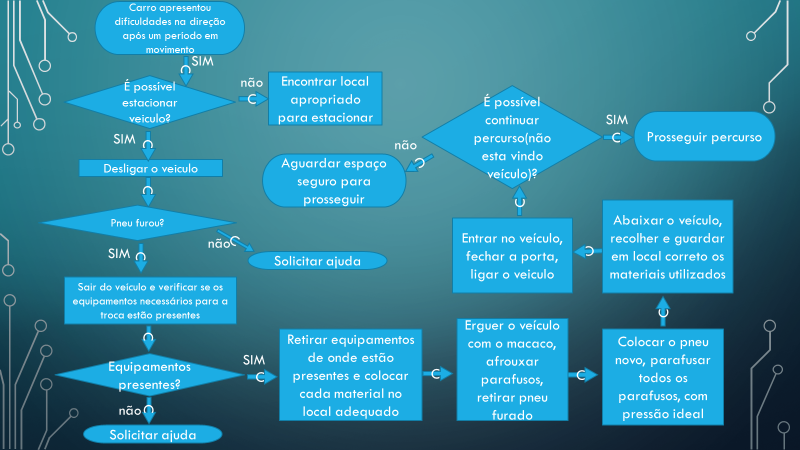 Carro apresentou
dificuldades na direção
após um período em
movimento
SIM
É possível
estacionar
veiculo?
não
Encontrar local
apropriado
para estacionar
SIM
Desligar o veiculo
Pneu furou?
não
Solicitar ajuda
SIM
Sair do veiculo e verificar se os
equipamentos necessários para a
troca estão presentes
Equipamentos
presentes?
não
Solicitar ajuda
SIM
Retirar equipamentos
de onde estão
presentes e colocar
cada material no
local adequado
Erguer o veículo
com o macaco,
afrouxar
parafusos,
retirar pneu
furado
Colocar o pneu
novo, parafusar
todos os
parafusos, com
pressão ideal
Abaixar o veículo,
recolher e guardar
em local correto os
materiais utilizados
Entrar no veículo,
fechar a porta,
ligar o veiculo
É possível
continuar
percurso(não
esta vindo
veículo)?
não
Aguardar espaço
seguro para
prosseguir
SIM
Prosseguir percurso